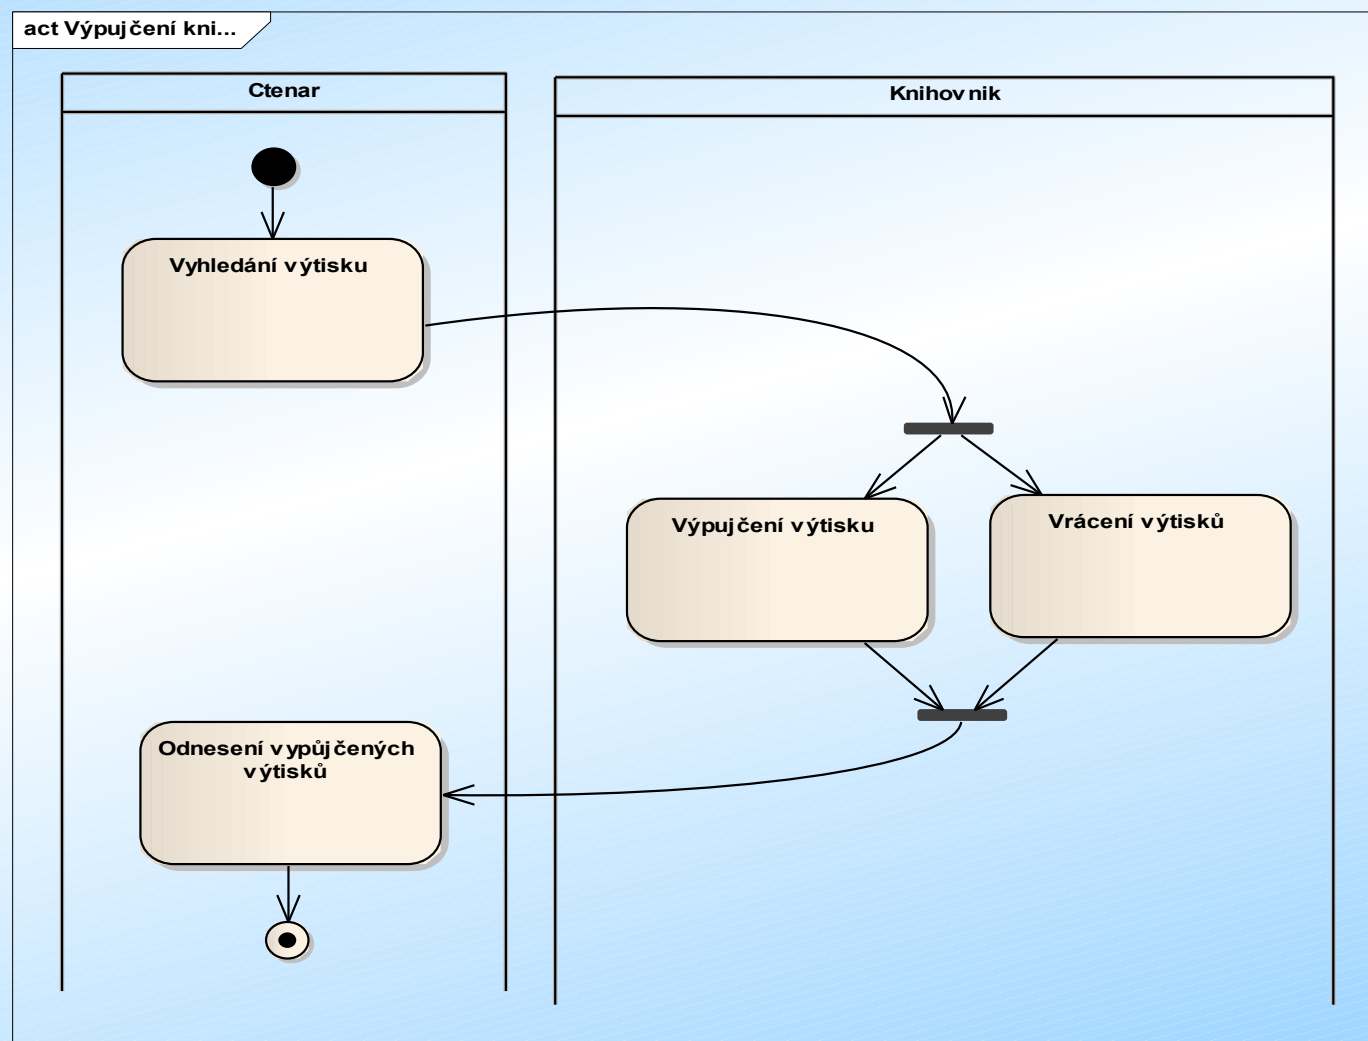 act Výpujčení kni...
Ctenar
Knihovnik
Vyhledání výtisku
Výpujčení výtisku
Vrácení výtisků
Odnesení vypůjčených
výtisků